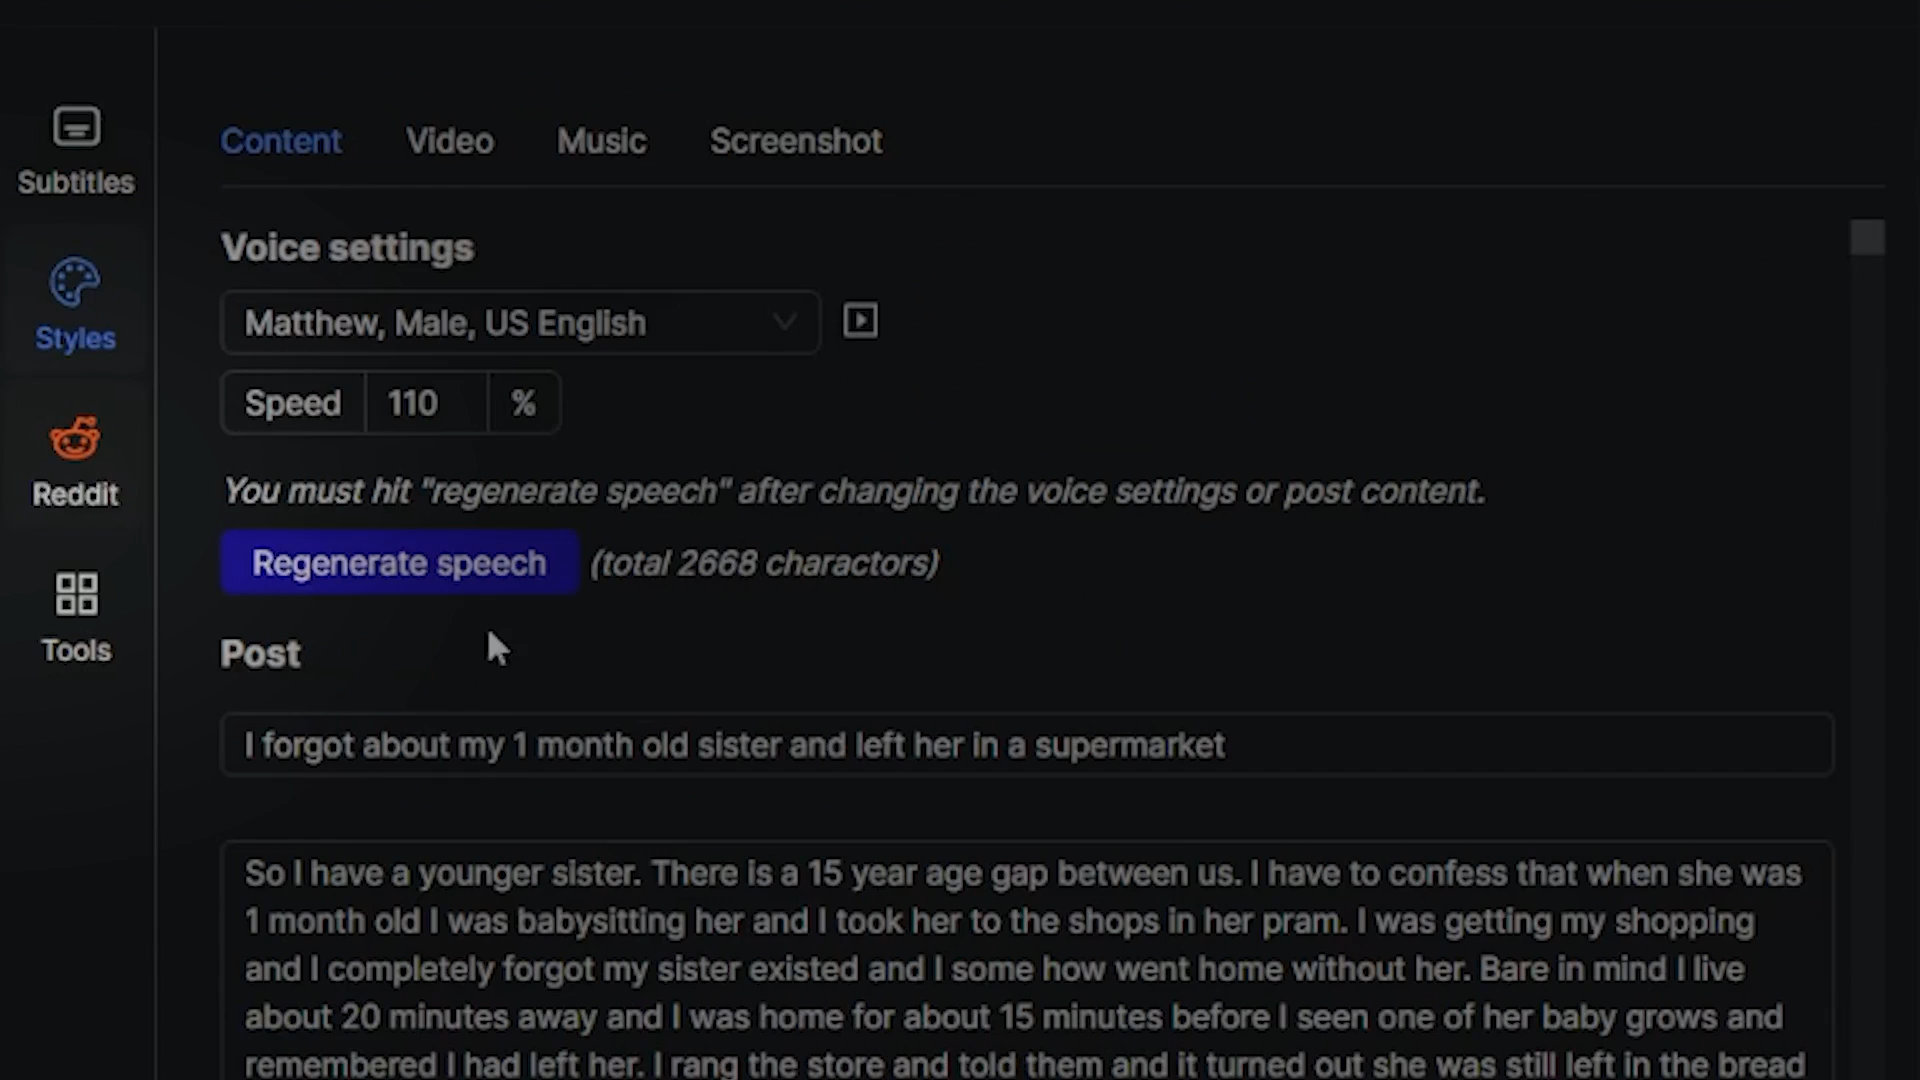 Content Video Music Screenshot
Subtitles
Voice settings
Matthew, Male, US English
Styles
Speed 110 %
Reddit
You must hit "regenerate speech" after changing the voice settings or post content.
Regenerate speech (total 2668 charactors)
Tools
Post
I forgot about my 1 month old sister and left her in a supermarket
So I have a younger sister. There is a 15 year age gap between us. I have to confess that when she was
1 month old I was babysitting her and I took her to the shops in her pram. I was getting my shopping
and I completely forgot my sister existed and I some how went home without her. Bare in mind I live
about 20 minutes away and I was home for about 15 minutes before I seen one of her baby grows and
remembered I had left her. I rang the store and told them and it turned out she was still left in the bread